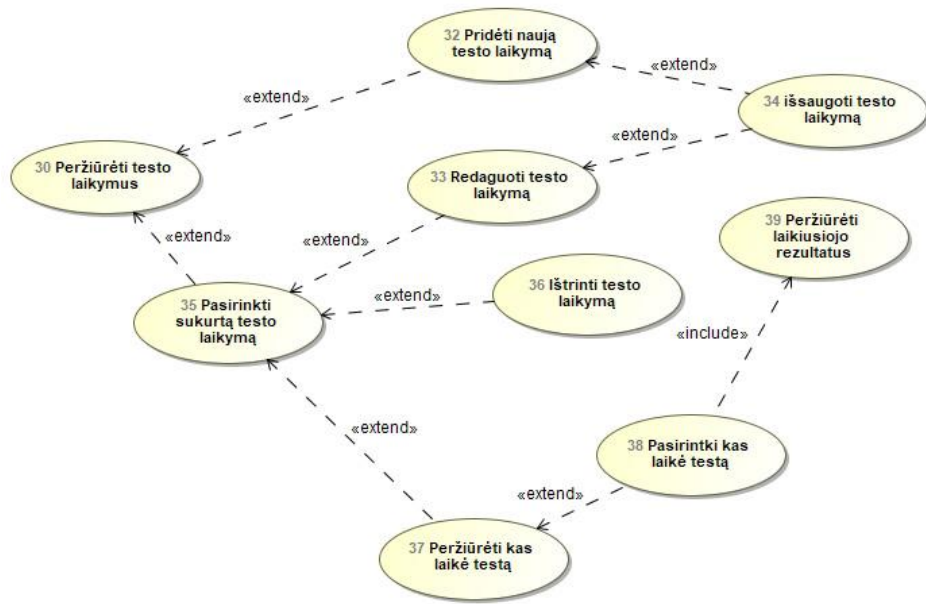 32 Pridėti naują
testo laikymą
«extend»
«extend»
34 išsaugoti testo
laikymą
«extend»
30 Peržiūrėti testo
laikymus
33 Redaguoti testo
laikymą
39 Peržiūrėti
laikiusiojo
rezultatus
«extend»
«extend»
36 Ištrinti testo
laikymą
«extend»
35 Pasirinkti
sukurtą testo
laikymą
«include»
«extend»
38 Pasirintki kas
laikė testą
«extend»
37 Peržiūrėti kas
laikė testą